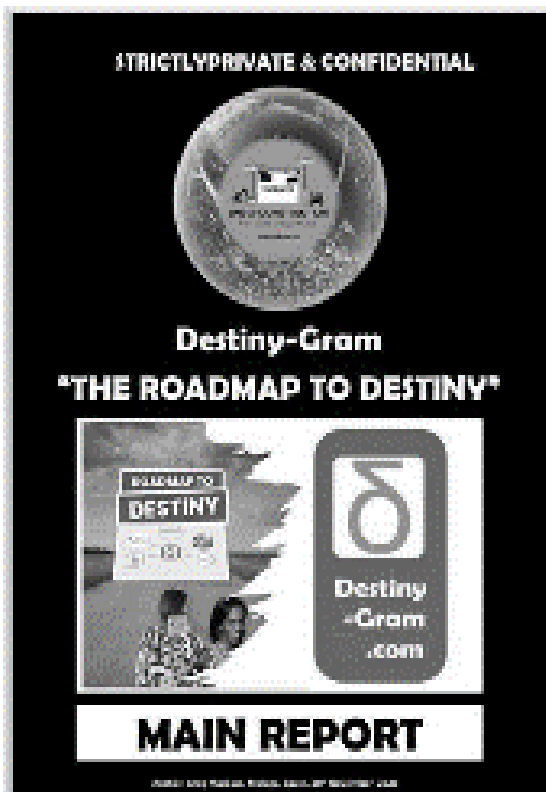 STRICTLYPRIVATE & CONFIDENTIAL
Destiny-Gram
"THE ROADMAP TO DESTINY"
ROADMAP TO
DESTINY
δ
Destiny
-Gram
.com
MAIN REPORT